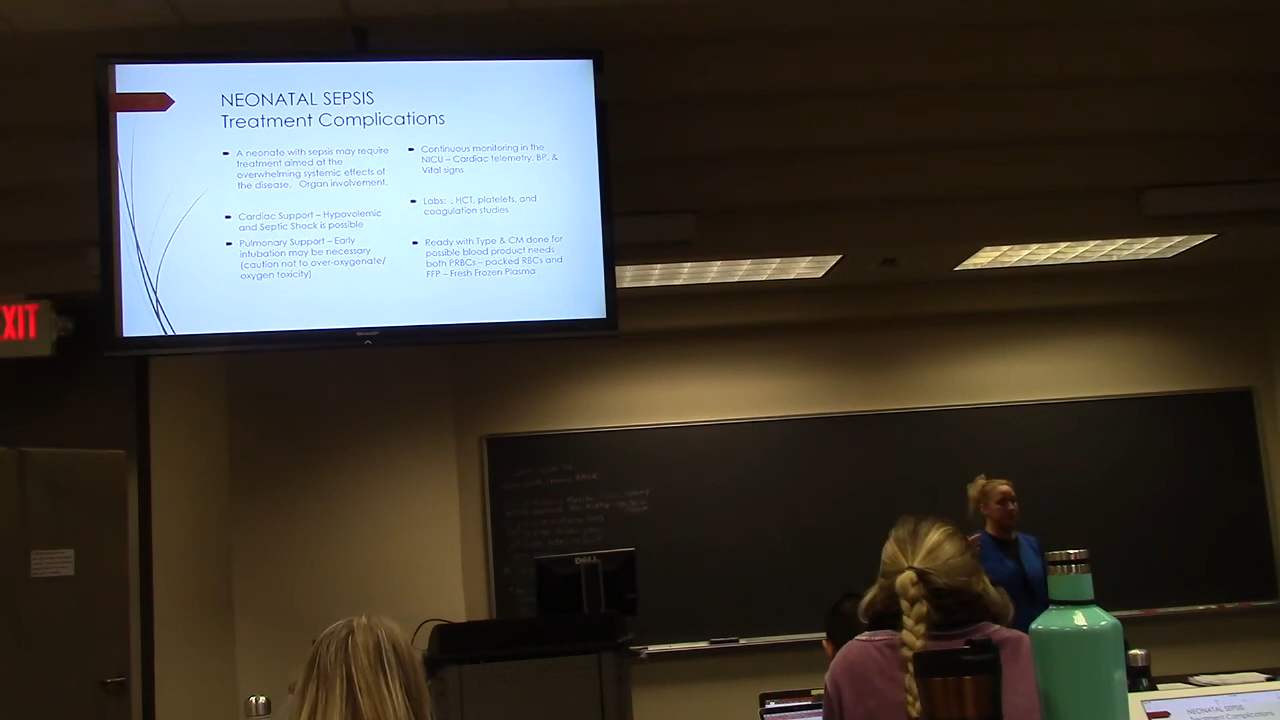 NEONATAL SEPSIS
Treatment Complications
A neonate with sepsis may require
treatment aimed at the
overwhelming systemic effects of
the disease. Organ involvement.
Cardiac Support – Hypovolemic
and Septic Shock is possible
Pulmonary Support – Early
intubation may be necessary
(caution not to over-oxygenate/
oxygen toxicity)
Continuous monitoring in the
NICU – Cardiac telemetry, BP, &
Vital signs
Labs: , HCT, platelets, and
coagulation studies
Ready with Type & CM done for
possible blood product needs
both PRBCs – packed RBCs and
FFP – Fresh Frozen Plasma
SHARP
EXIT
DELL
NEONATAL SEPSIS
Treatment Complications